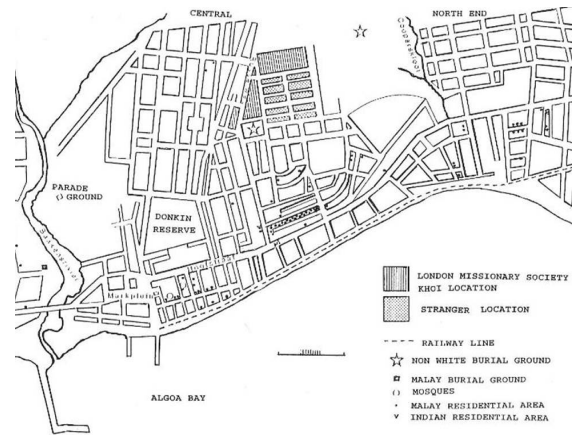 CENTRAL
NORTH END
PARADE
GROUND
DONKIN
RESERVE
Markplein
ALGOA BAY
LONDON MISSIONARY SOCIETY
KHOI LOCATION
STRANGER LOCATION
RAILWAY LINE
NON WHITE BURIAL GROUND
MALAY BURIAL GROUND
MOSQUES
MALAY RESIDENTIAL AREA
INDIAN RESIDENTIAL AREA